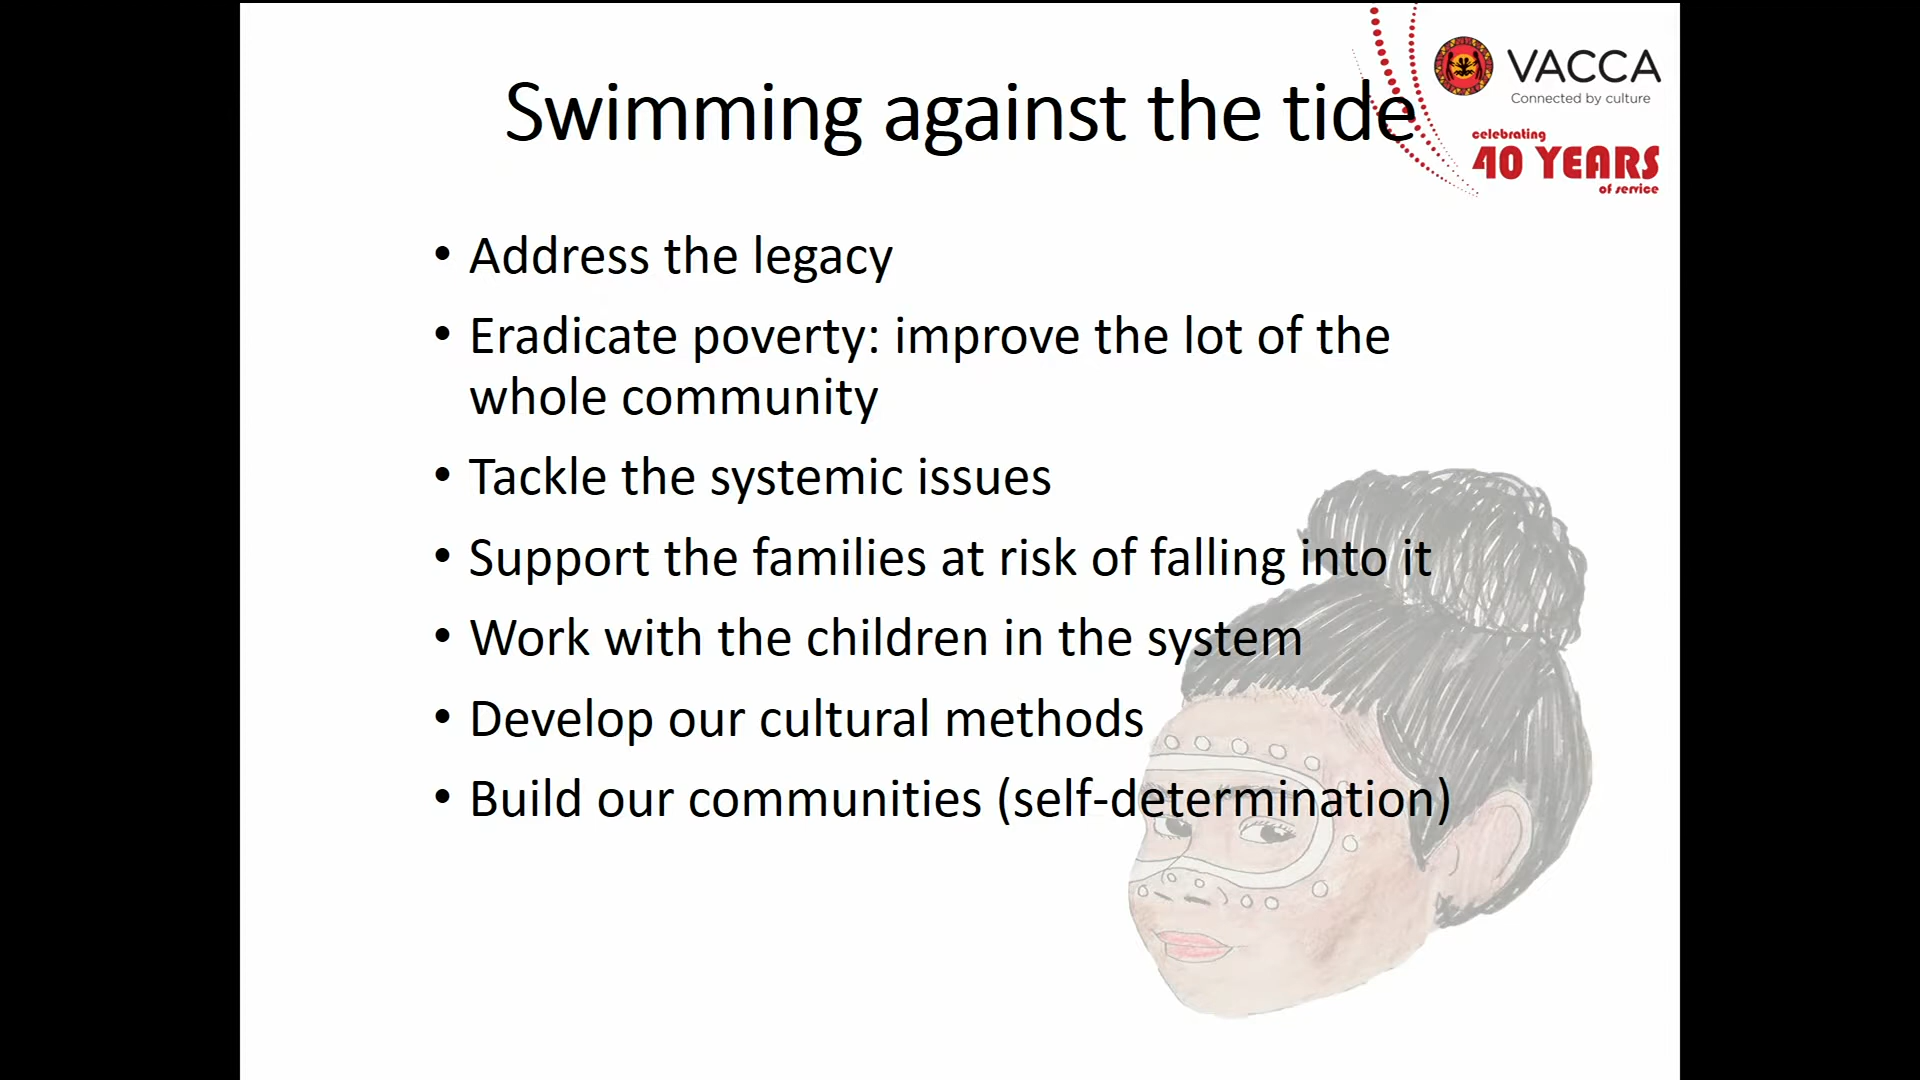 VACCA
Connected by culture
celebrating
40 YEARS
of service
Swimming against the tide
• Address the legacy
• Eradicate poverty: improve the lot of the
whole community
• Tackle the systemic issues
• Support the families at risk of falling into it
• Work with the children in the system
• Develop our cultural methods
• Build our communities (self-determination)